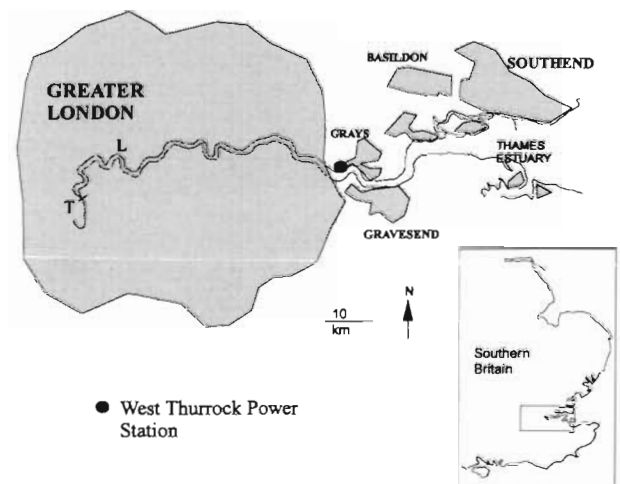 BASILDON
SOUTHEND
GREATER
LONDON
GRAYS
L
THAMES
ESTUARY
T
GRAVESEND
10
km
N
Southern
Britain
West Thurrock Power
Station